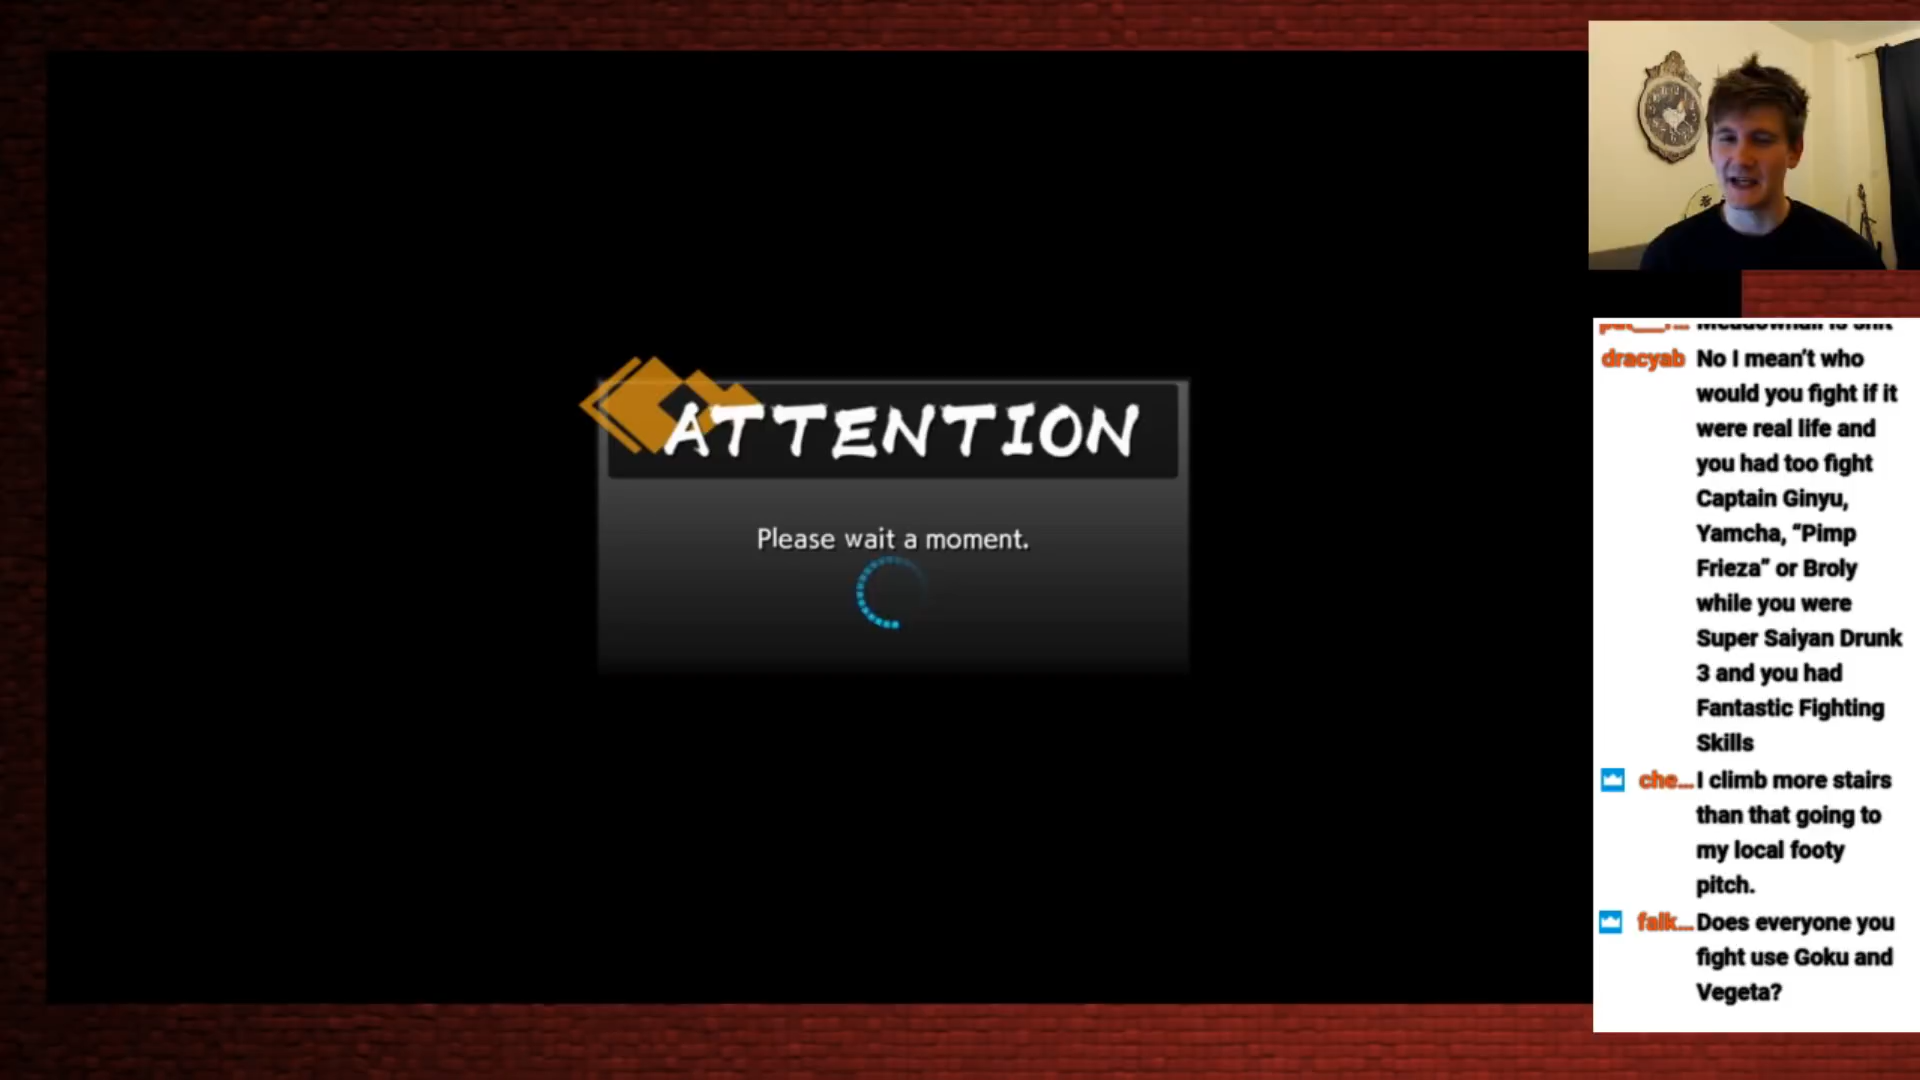 ATTENTION
Please wait a moment.
dracyab No I mean't who
would you fight if it
were real life and
you had too fight
Captain Ginyu,
Yamcha, “Pimp
Frieza” or Broly
while you were
Super Saiyan Drunk
3 and you had
Fantastic Fighting
Skills
che... I climb more stairs
than that going to
my local footy
pitch.
falk... Does everyone you
fight use Goku and
Vegeta?